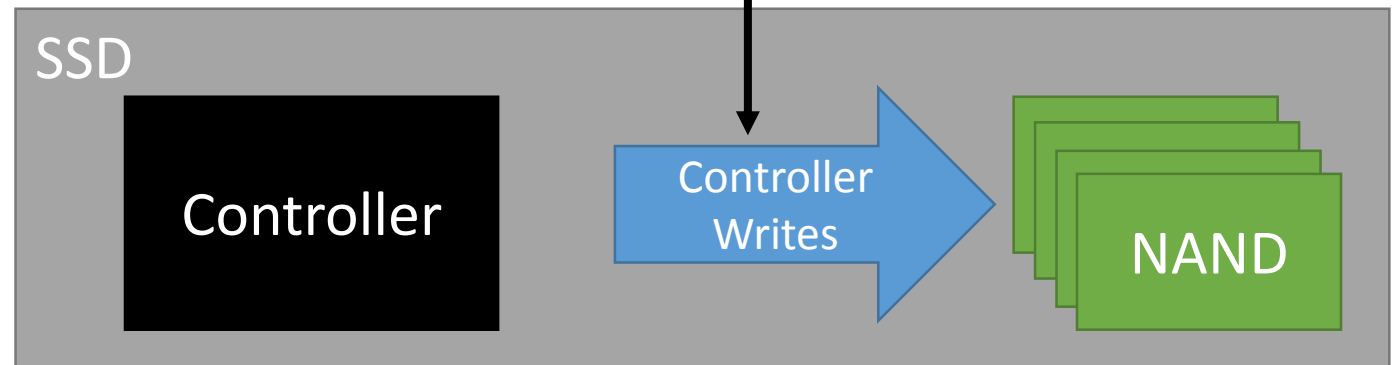 SSD
Controller
Controller
Writes
NAND